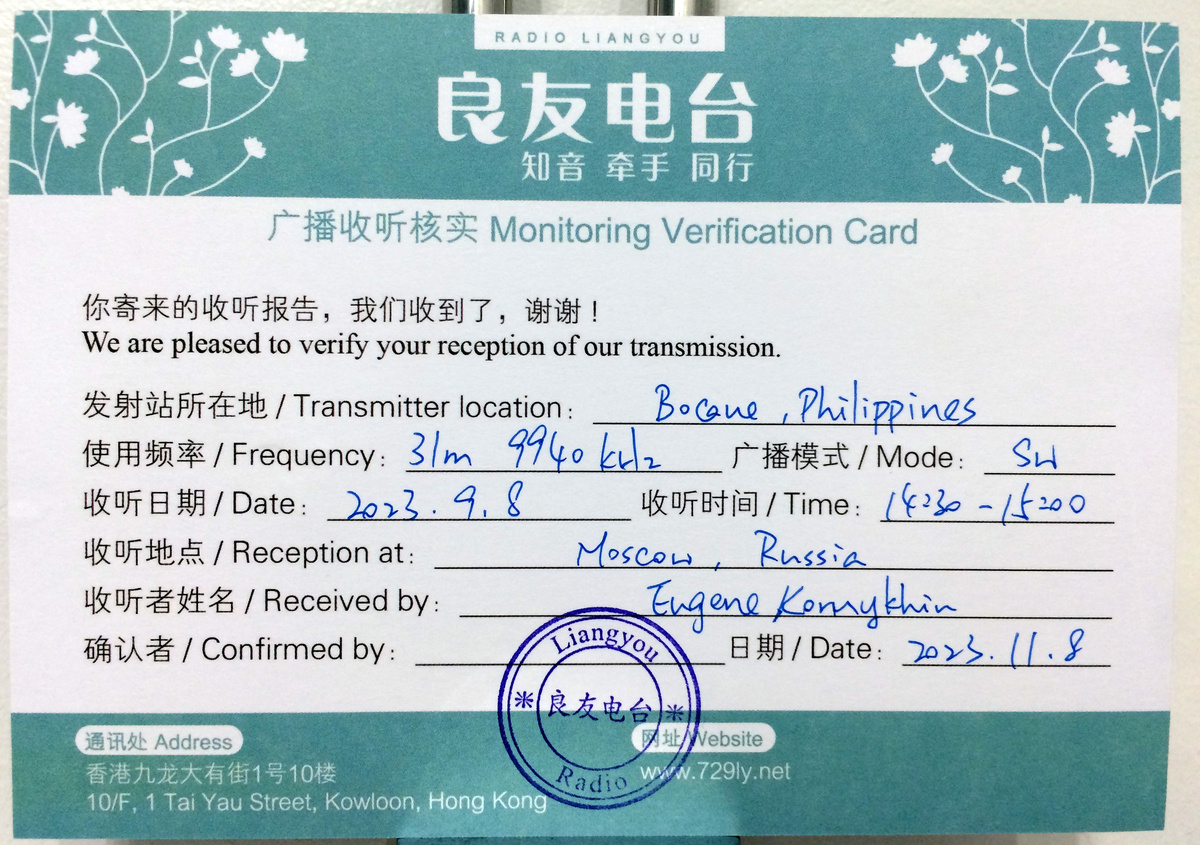 RADIO LIANGYOU
良友电台
知音 牵手 同行
广播收听核实 Monitoring Verification Card
你寄来的收听报告，我们收到了，谢谢！
We are pleased to verify your reception of our transmission.
发射站所在地 / Transmitter location: Bocaue, Philippines
使用频率 / Frequency: 31m 9940 kHz 广播模式 / Mode: SW
收听日期 / Date: 2023.9.8 收听时间 / Time: 14:30-15:00
收听地点 / Reception at: Moscow, Russia
收听者姓名 / Received by: Eugene
确认者 / Confirmed by: 日期 / Date: 2023.11.8
Liangyou
良友电台
Radio
通讯处 Address
香港九龙大有街1号10楼
10/F, 1 Tai Yau Street, Kowloon, Hong Kong
网址 Website
www.729ly.net